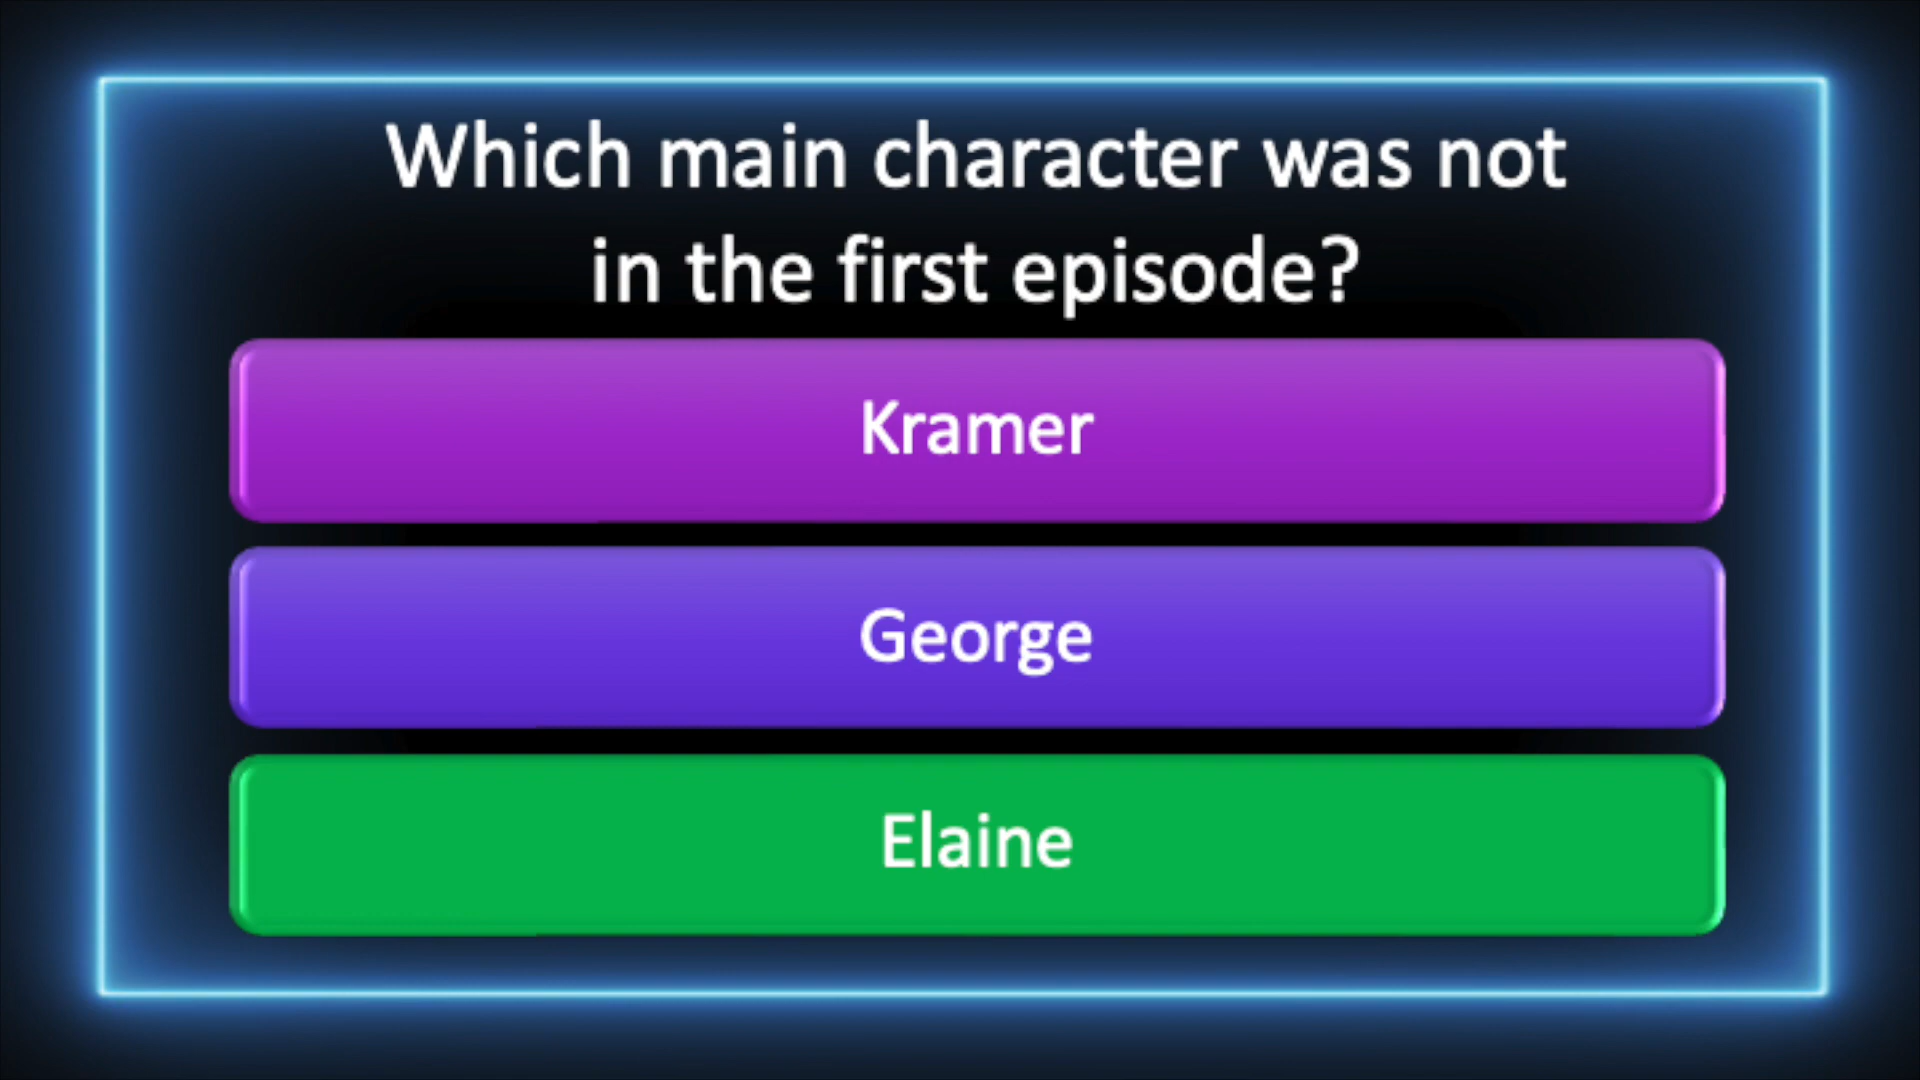 Which main character was not
in the first episode?
Kramer
George
Elaine